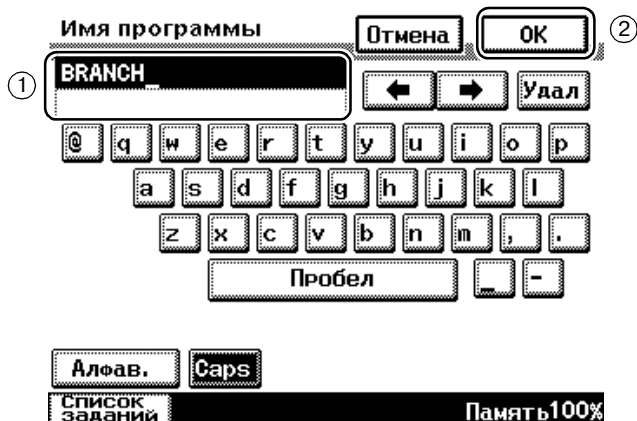 Имя программы Отмена OK ②
① BRANCH_ ← → Удал
@ q w e r t y u i o p
a s d f g h j k l
z x c v b n m , .
Пробел _ -
Алфав. Caps
Список
заданий Память100%